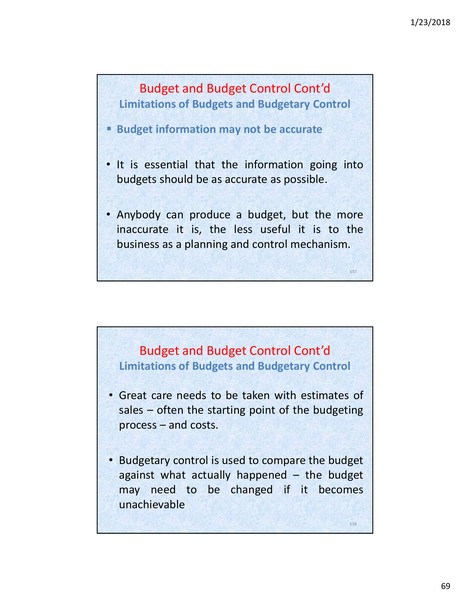 1/23/2018
Budget and Budget Control Cont'd
Limitations of Budgets and Budgetary Control
▪ Budget information may not be accurate
• It is essential that the information going into
budgets should be as accurate as possible.
• Anybody can produce a budget, but the more
inaccurate it is, the less useful it is to the
business as a planning and control mechanism.
Budget and Budget Control Cont'd
Limitations of Budgets and Budgetary Control
• Great care needs to be taken with estimates of
sales – often the starting point of the budgeting
process – and costs.
• Budgetary control is used to compare the budget
against what actually happened – the budget
may need to be changed if it becomes
unachievable
69